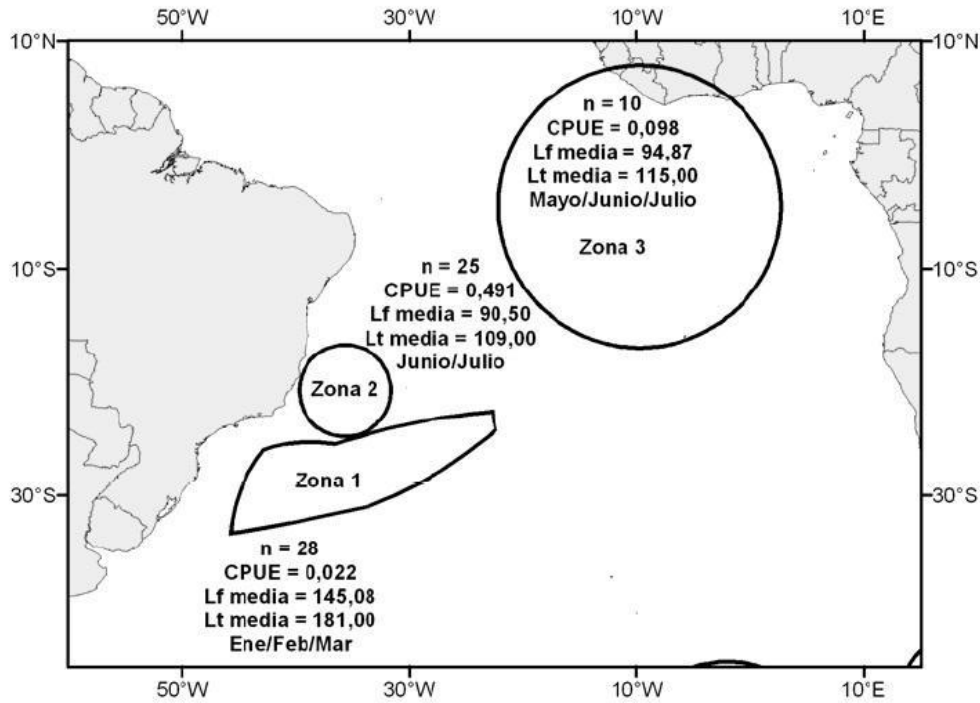 50°W 30°W 10°W 10°E
10°N 10°N
n = 10
CPUE = 0,098
Lf media = 94,87
Lt media = 115,00
Mayo/Junio/Julio
Zona 3
10°S 10°S
n = 25
CPUE = 0,491
Lf media = 90,50
Lt media = 109,00
Junio/Julio
Zona 2
Zona 1
30°S 30°S
n = 28
CPUE = 0,022
Lf media = 145,08
Lt media = 181,00
Ene/Feb/Mar
50°W 30°W 10°W 10°E